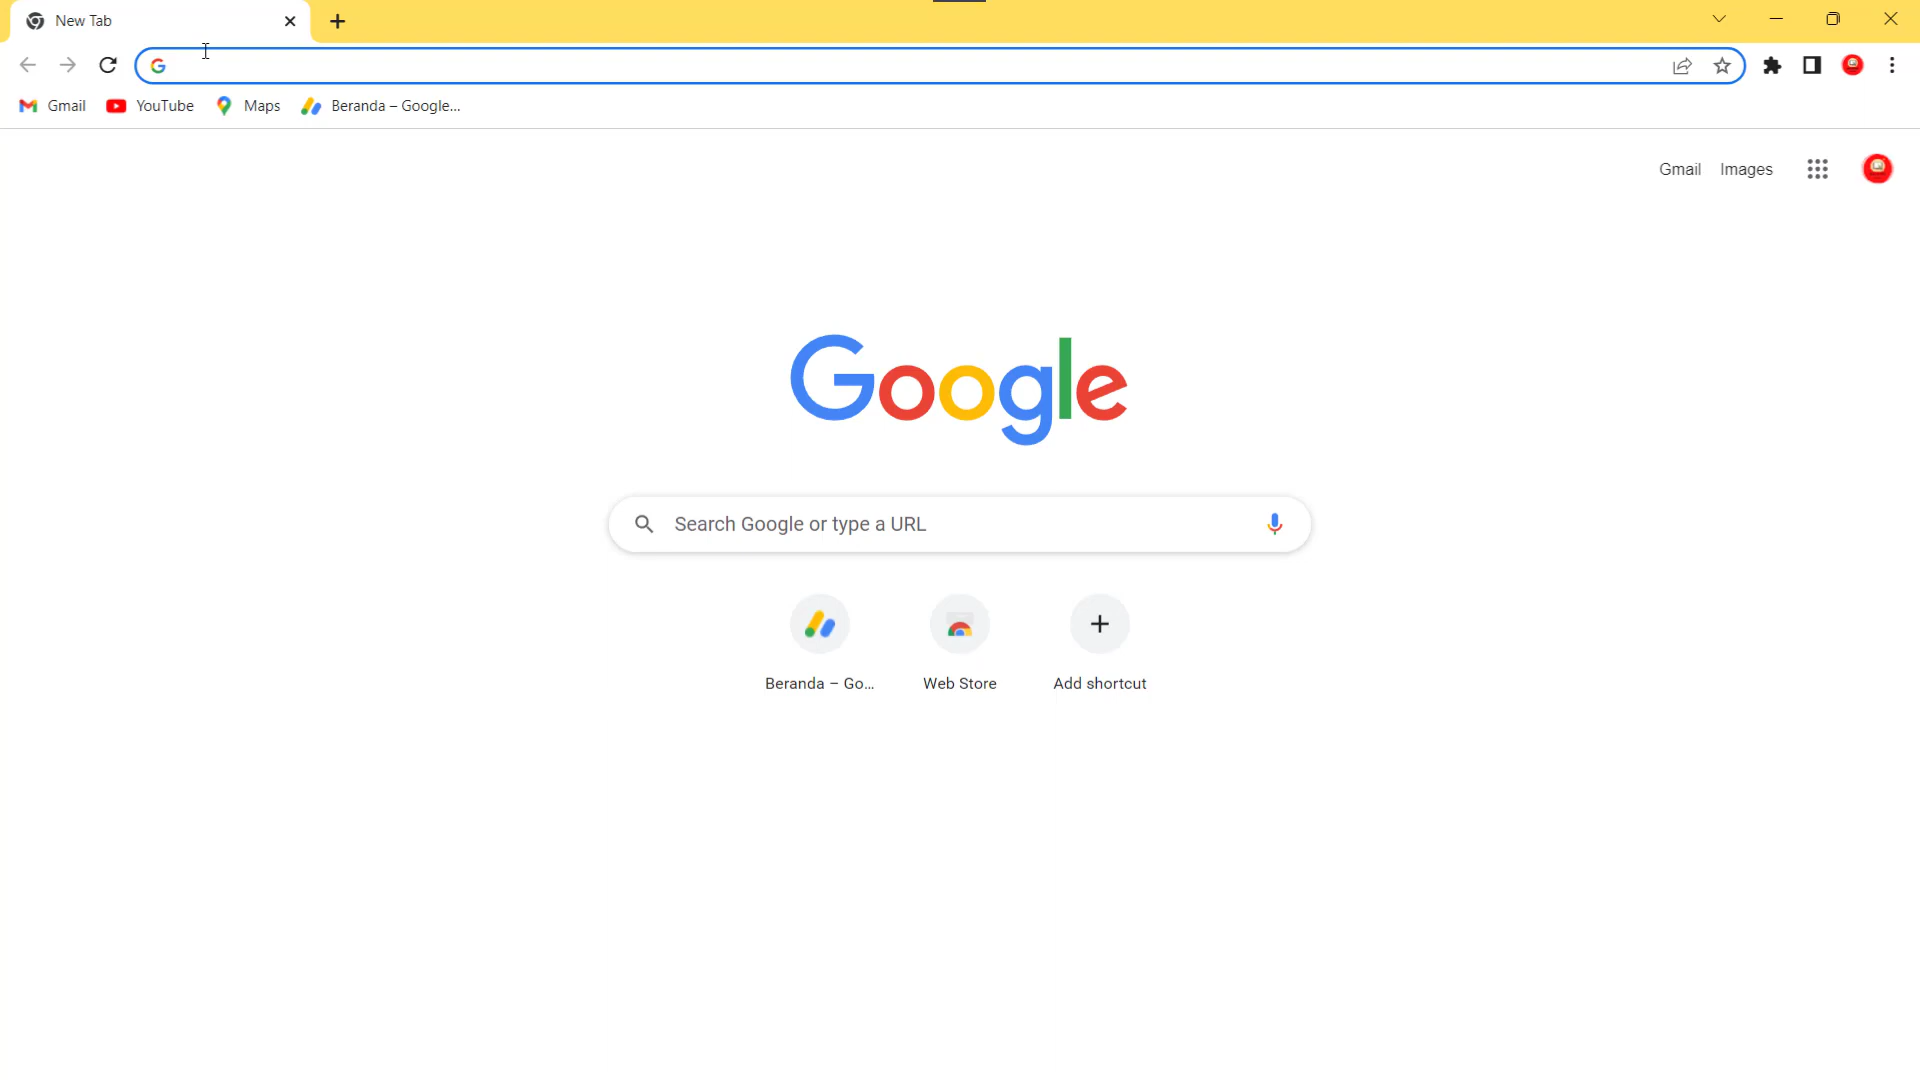 New Tab
Gmail YouTube Maps Beranda – Google...
Gmail Images
Google
Search Google or type a URL
Beranda – Go... Web Store Add shortcut